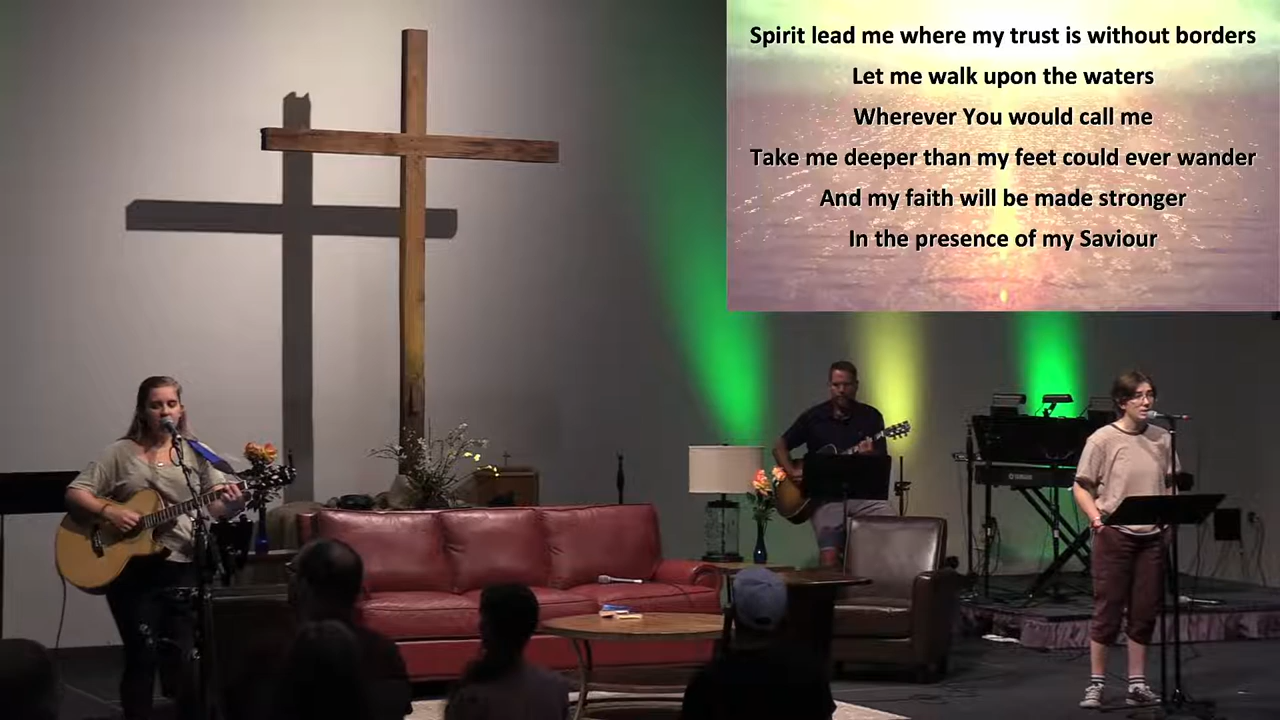 Spirit lead me where my trust is without borders
Let me walk upon the waters
Wherever You would call me
Take me deeper than my feet could ever wander
And my faith will be made stronger
In the presence of my Saviour
YAMAHA